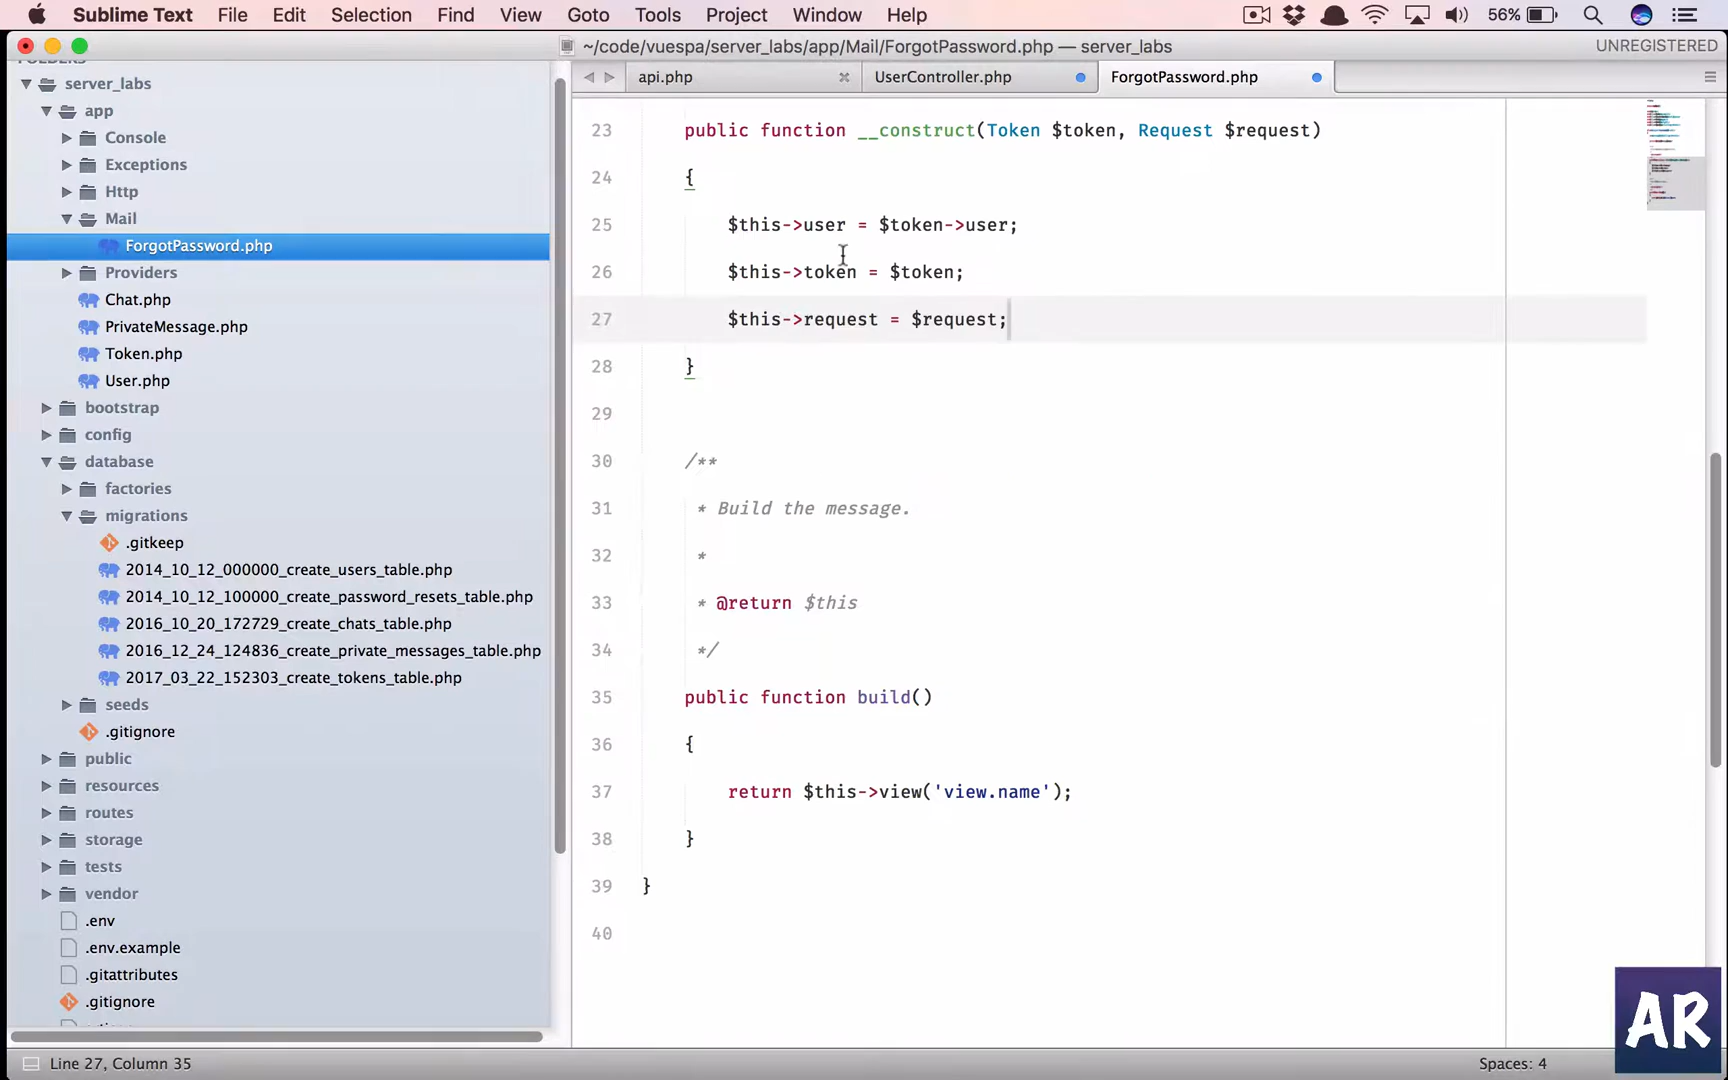 Sublime Text File Edit Selection Find View Goto Tools Project Window Help 56%
~/code/vuespa/server_labs/app/Mail/ForgotPassword.php — server_labs UNREGISTERED
FOLDERS
server_labs
app
Console
Exceptions
Http
Mail
ForgotPassword.php
Providers
Chat.php
PrivateMessage.php
Token.php
User.php
bootstrap
config
database
factories
migrations
.gitkeep
2014_10_12_000000_create_users_table.php
2014_10_12_100000_create_password_resets_table.php
2016_10_20_172729_create_chats_table.php
2016_12_24_124836_create_private_messages_table.php
2017_03_22_152303_create_tokens_table.php
seeds
.gitignore
public
resources
routes
storage
tests
vendor
.env
.env.example
.gitattributes
.gitignore
api.php UserController.php ForgotPassword.php
23 public function __construct(Token $token, Request $request)
24 {
25 $this->user = $token->user;
26 $this->token = $token;
27 $this->request = $request;
28 }
29
30 /**
31 * Build the message.
32 *
33 * @return $this
34 */
35 public function build()
36 {
37 return $this->view('view.name');
38 }
39 }
40
AR
Line 27, Column 35 Spaces: 4